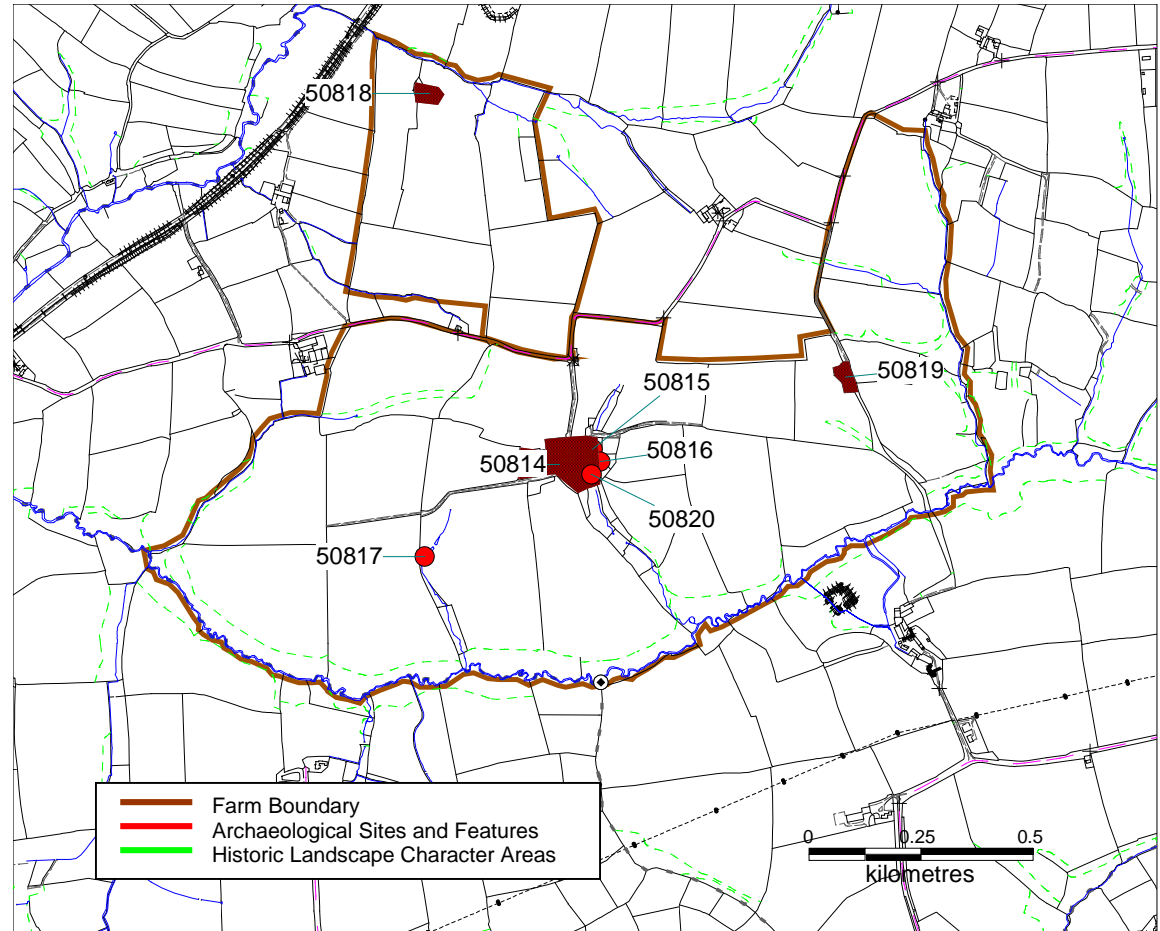 50818
50819
50815
50814
50816
50820
50817
Farm Boundary
Archaeological Sites and Features
Historic Landscape Character Areas
0 0.25 0.5
kilometres